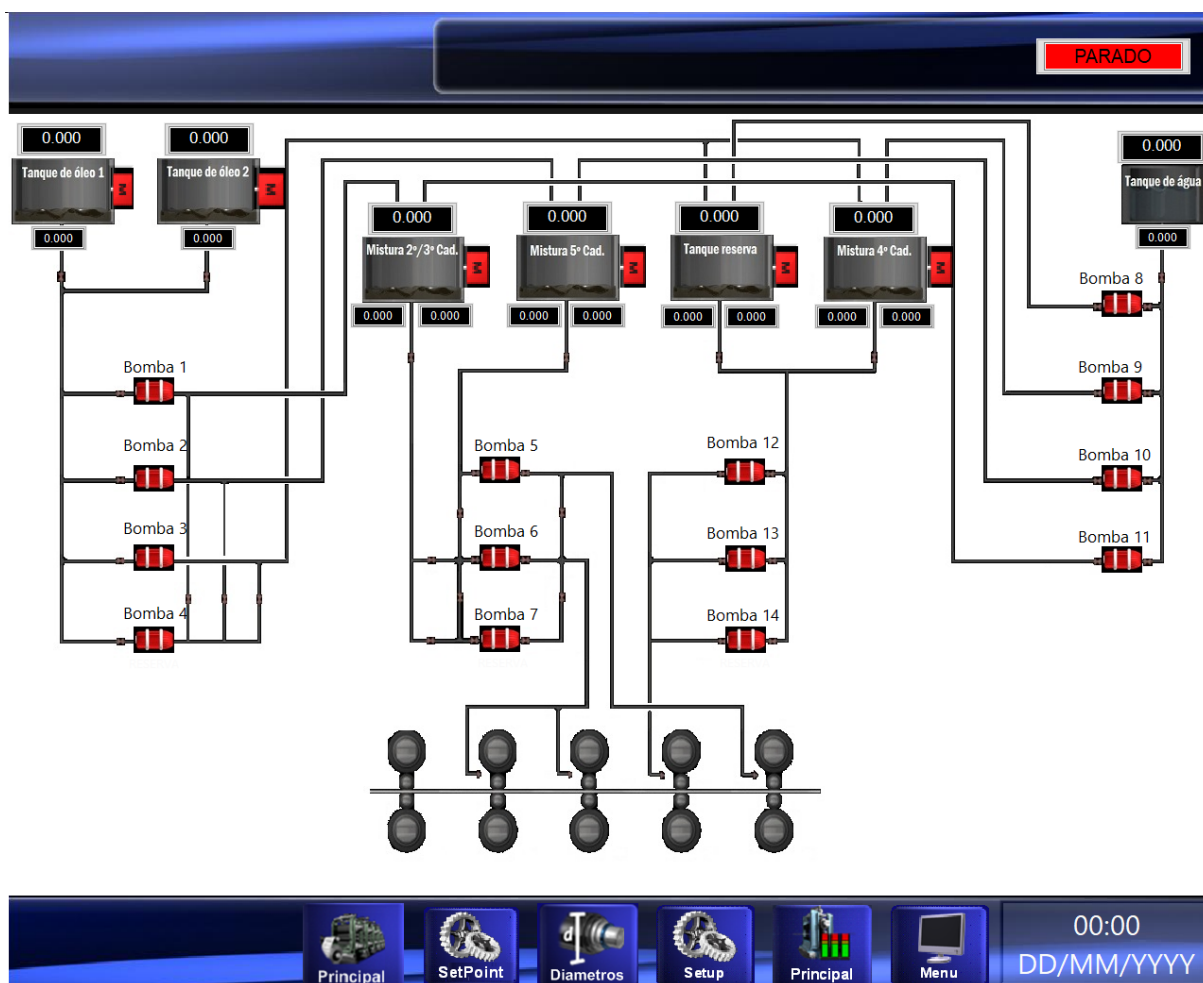 PARADO
0.000
0.000
0.000
Tanque de óleo 1
Tanque de óleo 2
M
M
Tanque de água
0.000
0.000
0.000
0.000
0.000
0.000
0.000
Mistura 2º/3º Cad.
Mistura 5º Cad.
Tanque reserva
Mistura 4º Cad.
M
M
M
M
0.000
0.000
0.000
0.000
0.000
0.000
0.000
0.000
Bomba 8
Bomba 1
Bomba 9
Bomba 2
Bomba 5
Bomba 12
Bomba 10
Bomba 3
Bomba 6
Bomba 13
Bomba 11
Bomba 4
Bomba 7
Bomba 14
Principal
SetPoint
d
Diametros
Setup
Principal
Menu
00:00
DD/MM/YYYY